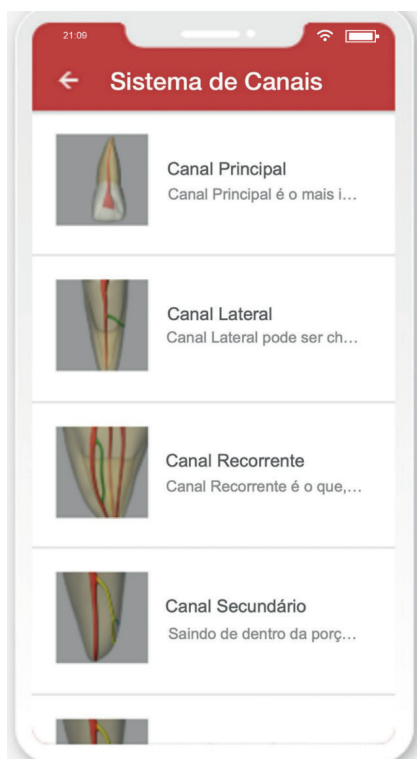 21:09
Sistema de Canais
Canal Principal
Canal Principal é o mais i...
Canal Lateral
Canal Lateral pode ser ch...
Canal Recorrente
Canal Recorrente é o que,...
Canal Secundário
Saindo de dentro da porç...